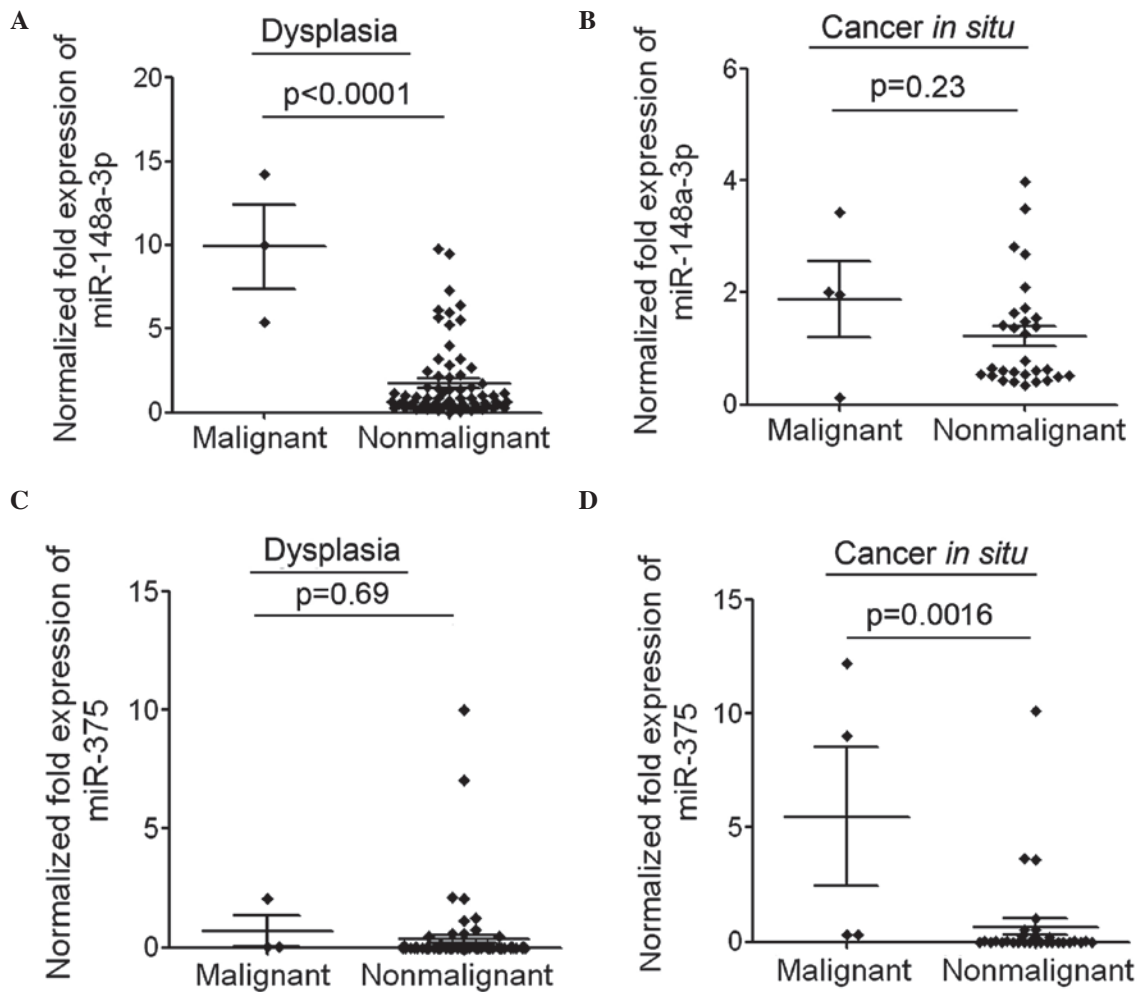 A
Dysplasia
p<0.0001
Normalized fold expression of
miR-148a-3p
20
15
10
5
0
Malignant Nonmalignant
B
Cancer in situ
p=0.23
Normalized fold expression of
miR-148a-3p
6
4
2
0
Malignant Nonmalignant
C
Dysplasia
p=0.69
Normalized fold expression of
miR-375
15
10
5
0
Malignant Nonmalignant
D
Cancer in situ
p=0.0016
Normalized fold expression of
miR-375
15
10
5
0
Malignant Nonmalignant